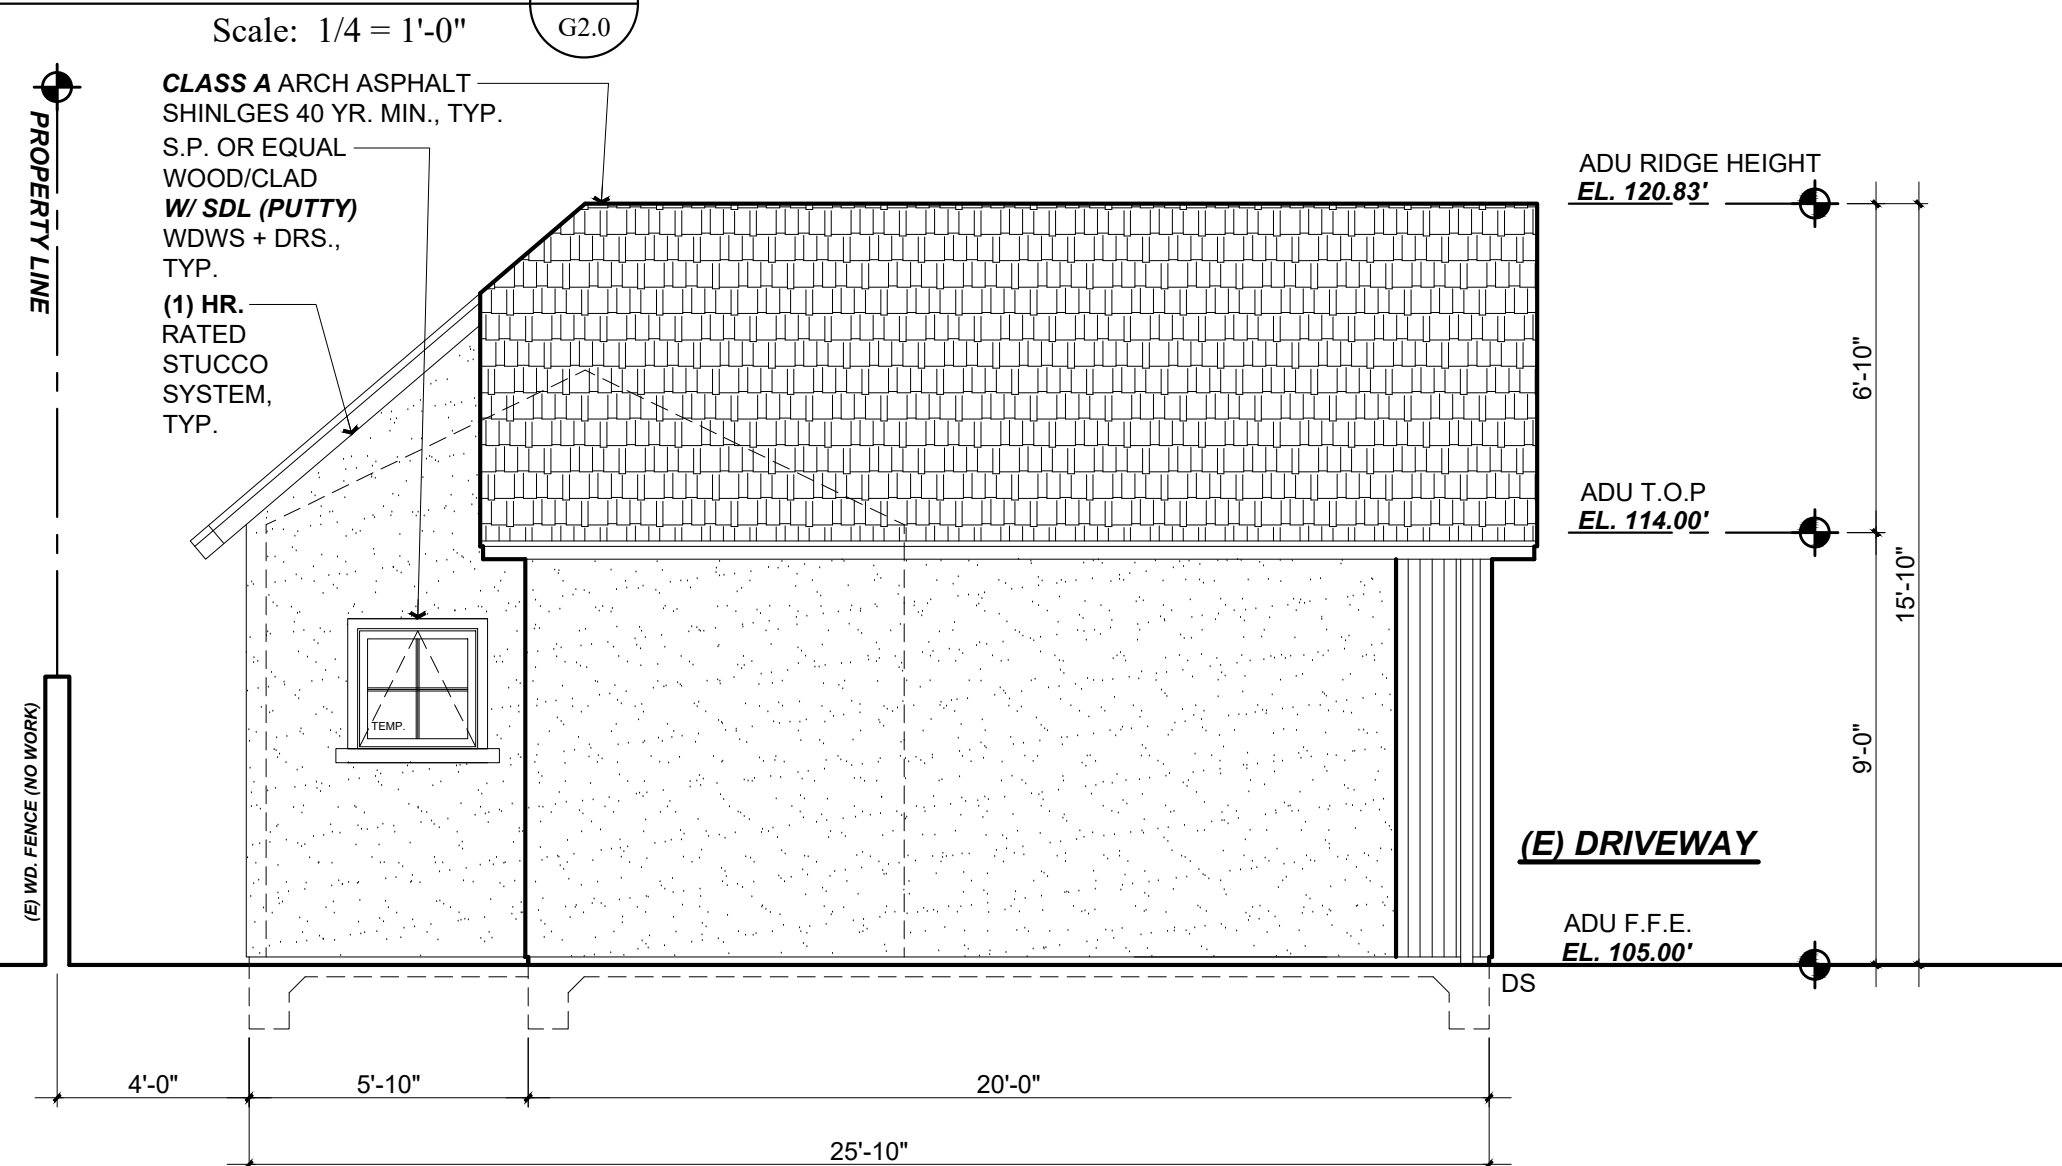 Scale: 1/4 = 1'-0"
G2.0
CLASS A ARCH ASPHALT
SHINLGES 40 YR. MIN., TYP.
S.P. OR EQUAL
WOOD/CLAD
W/ SDL (PUTTY)
WDWS + DRS.,
TYP.
(1) HR.
RATED
STUCCO
SYSTEM,
TYP.
PROPERTY LINE
(E) WD. FENCE (NO WORK)
TEMP.
ADU RIDGE HEIGHT
EL. 120.83'
6'-10"
ADU T.O.P
EL. 114.00'
15'-10"
9'-0"
(E) DRIVEWAY
ADU F.F.E.
EL. 105.00'
DS
4'-0"
5'-10"
20'-0"
25'-10"